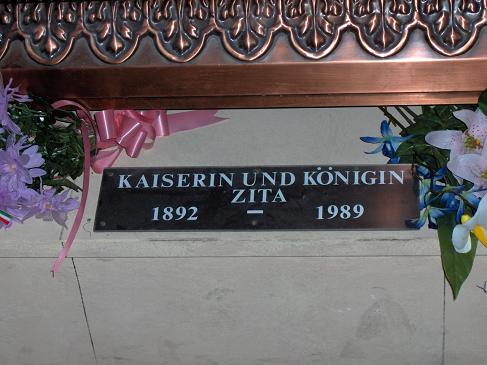 KAISERIN UND KÖNIGIN
ZITA
1892 – 1989